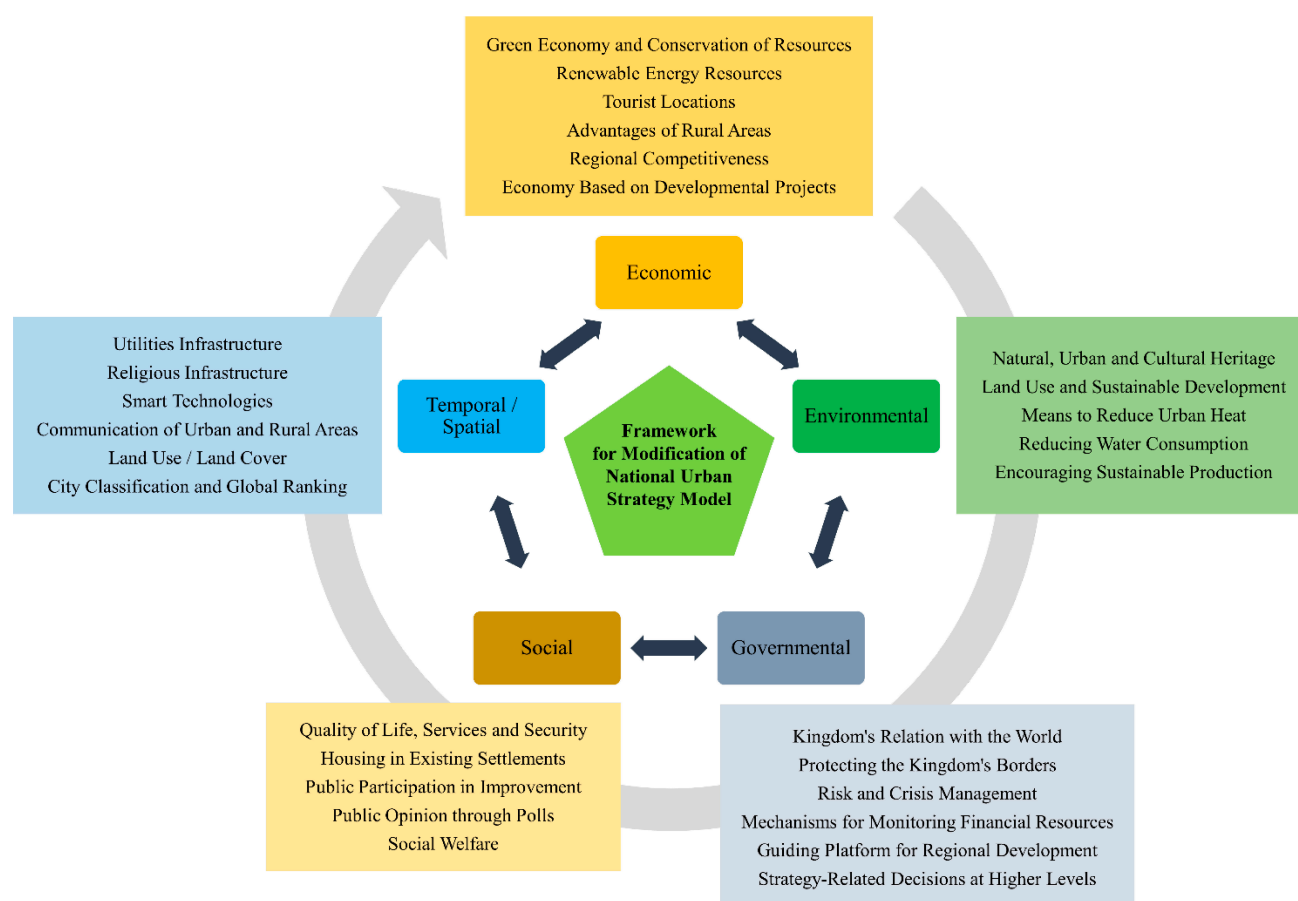 Green Economy and Conservation of Resources
Renewable Energy Resources
Tourist Locations
Advantages of Rural Areas
Regional Competitiveness
Economy Based on Developmental Projects
Economic
Utilities Infrastructure
Religious Infrastructure
Smart Technologies
Communication of Urban and Rural Areas
Land Use / Land Cover
City Classification and Global Ranking
Temporal /
Spatial
Framework
for Modification of
National Urban
Strategy Model
Environmental
Natural, Urban and Cultural Heritage
Land Use and Sustainable Development
Means to Reduce Urban Heat
Reducing Water Consumption
Encouraging Sustainable Production
Social
Governmental
Quality of Life, Services and Security
Housing in Existing Settlements
Public Participation in Improvement
Public Opinion through Polls
Social Welfare
Kingdom's Relation with the World
Protecting the Kingdom's Borders
Risk and Crisis Management
Mechanisms for Monitoring Financial Resources
Guiding Platform for Regional Development
Strategy-Related Decisions at Higher Levels